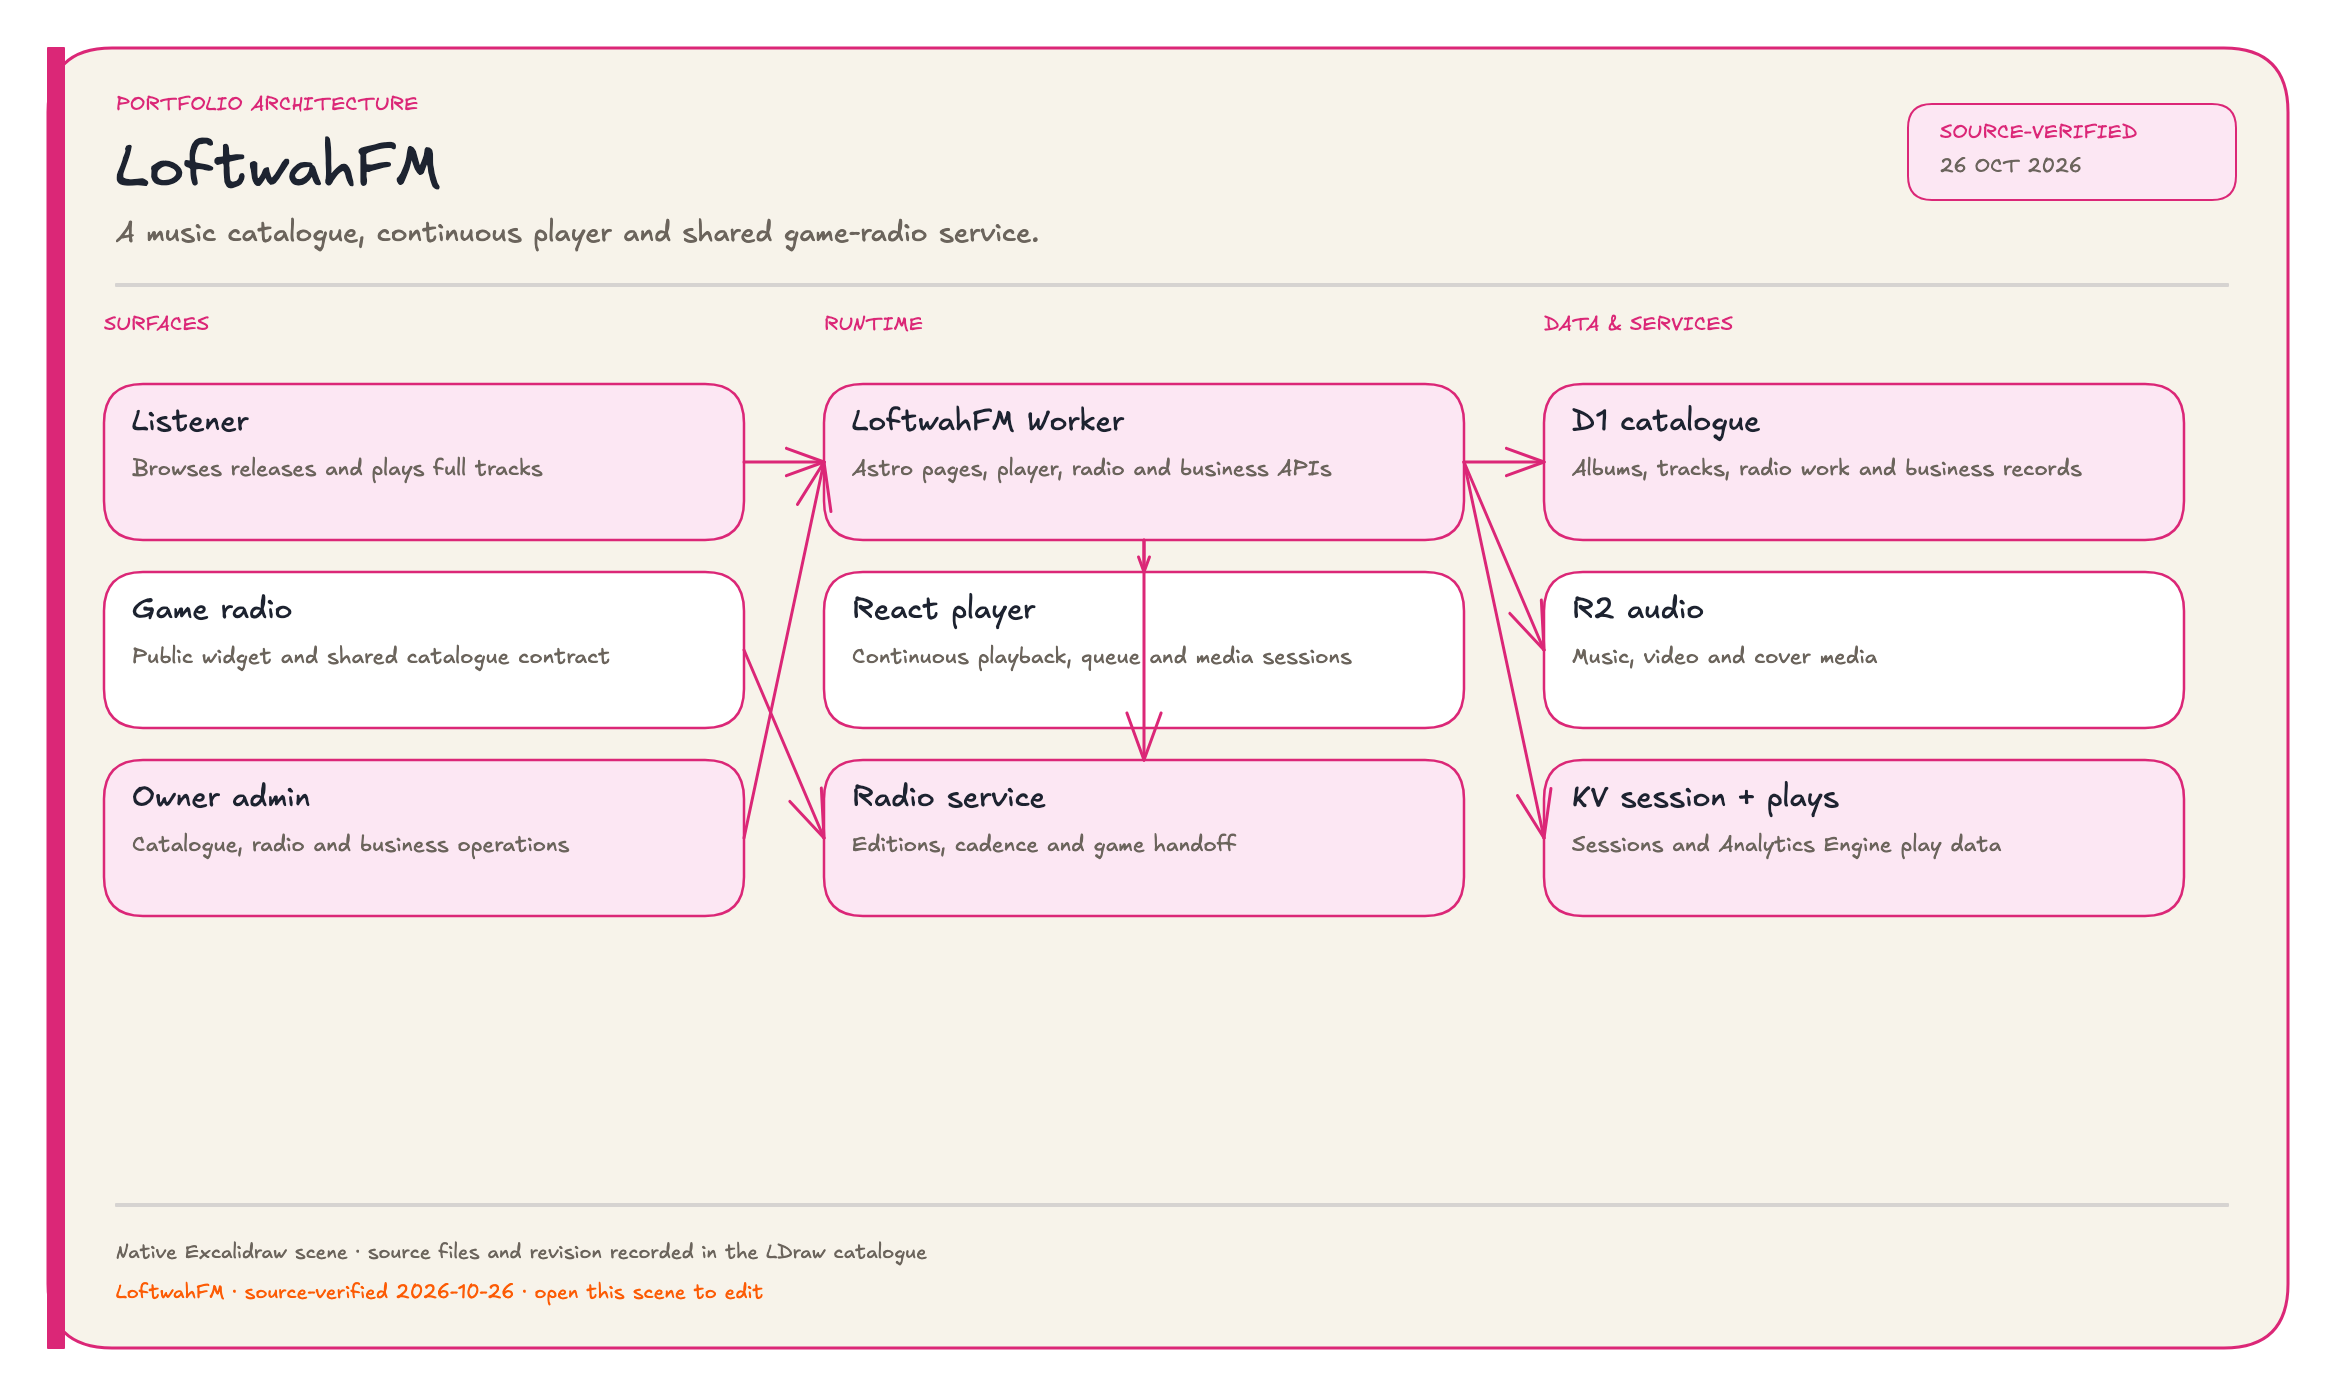 PORTFOLIO ARCHITECTURE
LoftwahFM
A music catalogue, continuous player and shared game-radio service.
SOURCE-VERIFIED
26 OCT 2026
SURFACES
Listener
Browses releases and plays full tracks
Game radio
Public widget and shared catalogue contract
Owner admin
Catalogue, radio and business operations
RUNTIME
LoftwahFM Worker
Astro pages, player, radio and business APIs
React player
Continuous playback, queue and media sessions
Radio service
Editions, cadence and game handoff
DATA & SERVICES
D1 catalogue
Albums, tracks, radio work and business records
R2 audio
Music, video and cover media
KV session + plays
Sessions and Analytics Engine play data
Native Excalidraw scene · source files and revision recorded in the LDraw catalogue
LoftwahFM · source-verified 2026-10-26 · open this scene to edit